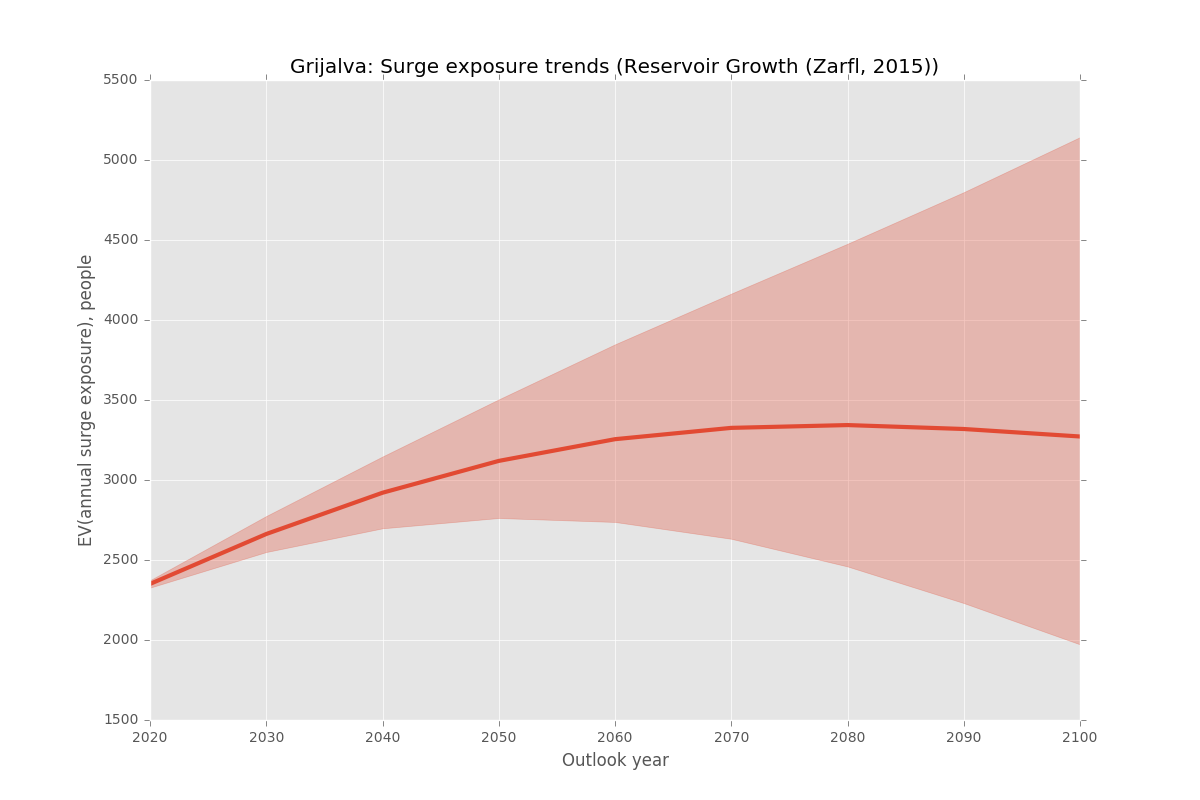 Grijalva: Surge exposure trends (Reservoir Growth (Zarfl, 2015))
5500
5000
4500
4000
3500
3000
2500
2000
1500
EV(annual surge exposure), people
2020 2030 2040 2050 2060 2070 2080 2090 2100
Outlook year